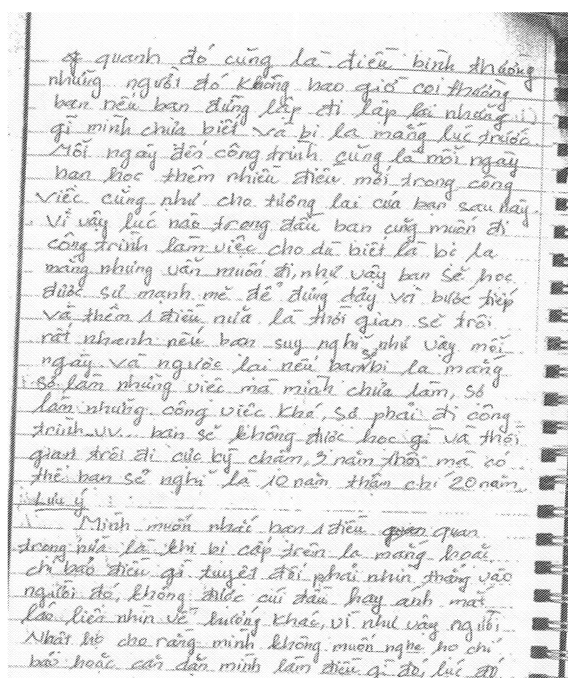 quanh đó cũng là điều bình thường
những người đó không bao giờ coi thường
bạn nếu bạn đừng lập đi lập lại những
gì mình chưa biết và bị la mắng lúc trước
Mỗi ngày đến công trình cũng là mỗi ngày
bạn học thêm nhiều điều mới trong công
việc cũng như cho tương lai của bạn sau này.
Vì vậy lúc nào trong đầu bạn cũng muốn đi
công trình làm việc cho dù biết là bị la
mắng nhưng vẫn muốn đi, như vậy bạn sẽ học
được sự mạnh mẽ để đứng dậy và bước tiếp
và thêm 1 điều nữa là thời gian sẽ trôi
rất nhanh nếu bạn suy nghĩ như vậy mỗi
ngày và ngược lại nếu bạn sợ bị la mắng
sợ làm những việc mà mình chưa làm, sợ
làm những công việc khó, sợ phải đi công
trình vv... bạn sẽ không được học gì và thời
gian trôi đi cực kỳ chậm, 3 năm thôi mà có
thể bạn sẽ nghĩ là 10 năm thậm chí 20 năm
Lưu ý
Mình muốn nhắc bạn 1 điều quan
trọng nữa là khi bị cấp trên la mắng hoặc
chỉ bảo điều gì tuyệt đối phải nhìn thẳng vào
người đó, không được cúi đầu hay ánh mắt
láo liên nhìn về hướng khác, vì như vậy người
Nhật họ cho rằng mình không muốn nghe họ chỉ
bảo hoặc căn dặn mình làm điều gì đó, lúc đó